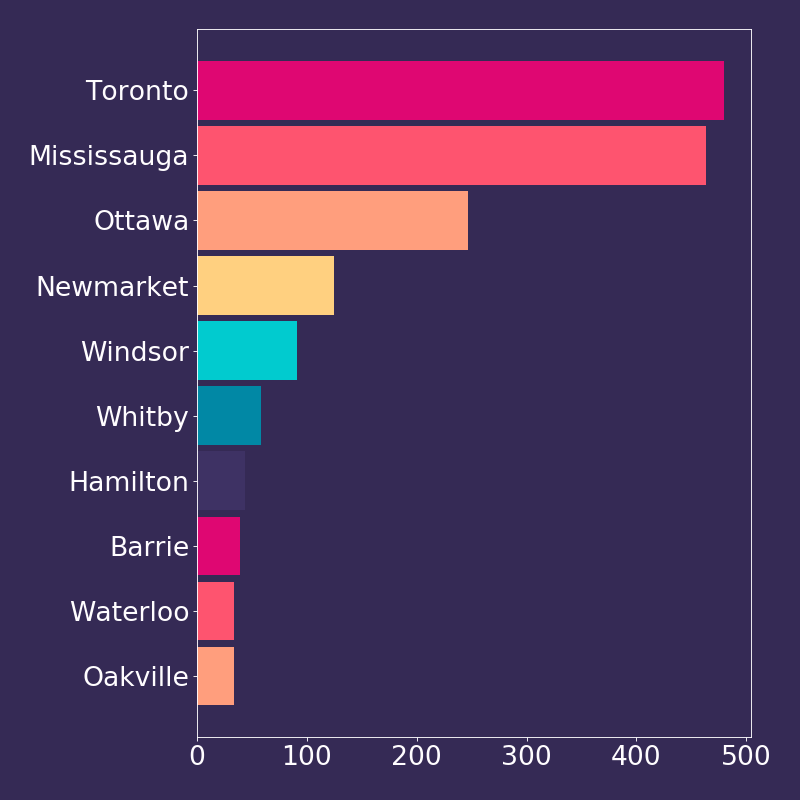 Toronto
Mississauga
Ottawa
Newmarket
Windsor
Whitby
Hamilton
Barrie
Waterloo
Oakville
0 100 200 300 400 500